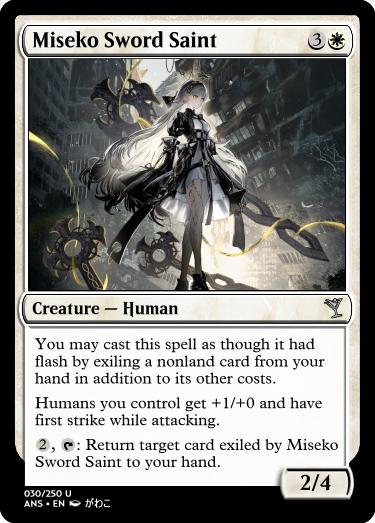 Miseko Sword Saint 3
Creature — Human
You may cast this spell as though it had
flash by exiling a nonland card from your
hand in addition to its other costs.
Humans you control get +1/+0 and have
first strike while attacking.
2, : Return target card exiled by Miseko
Sword Saint to your hand.
2/4
030/250 U
ANS • EN がわこ